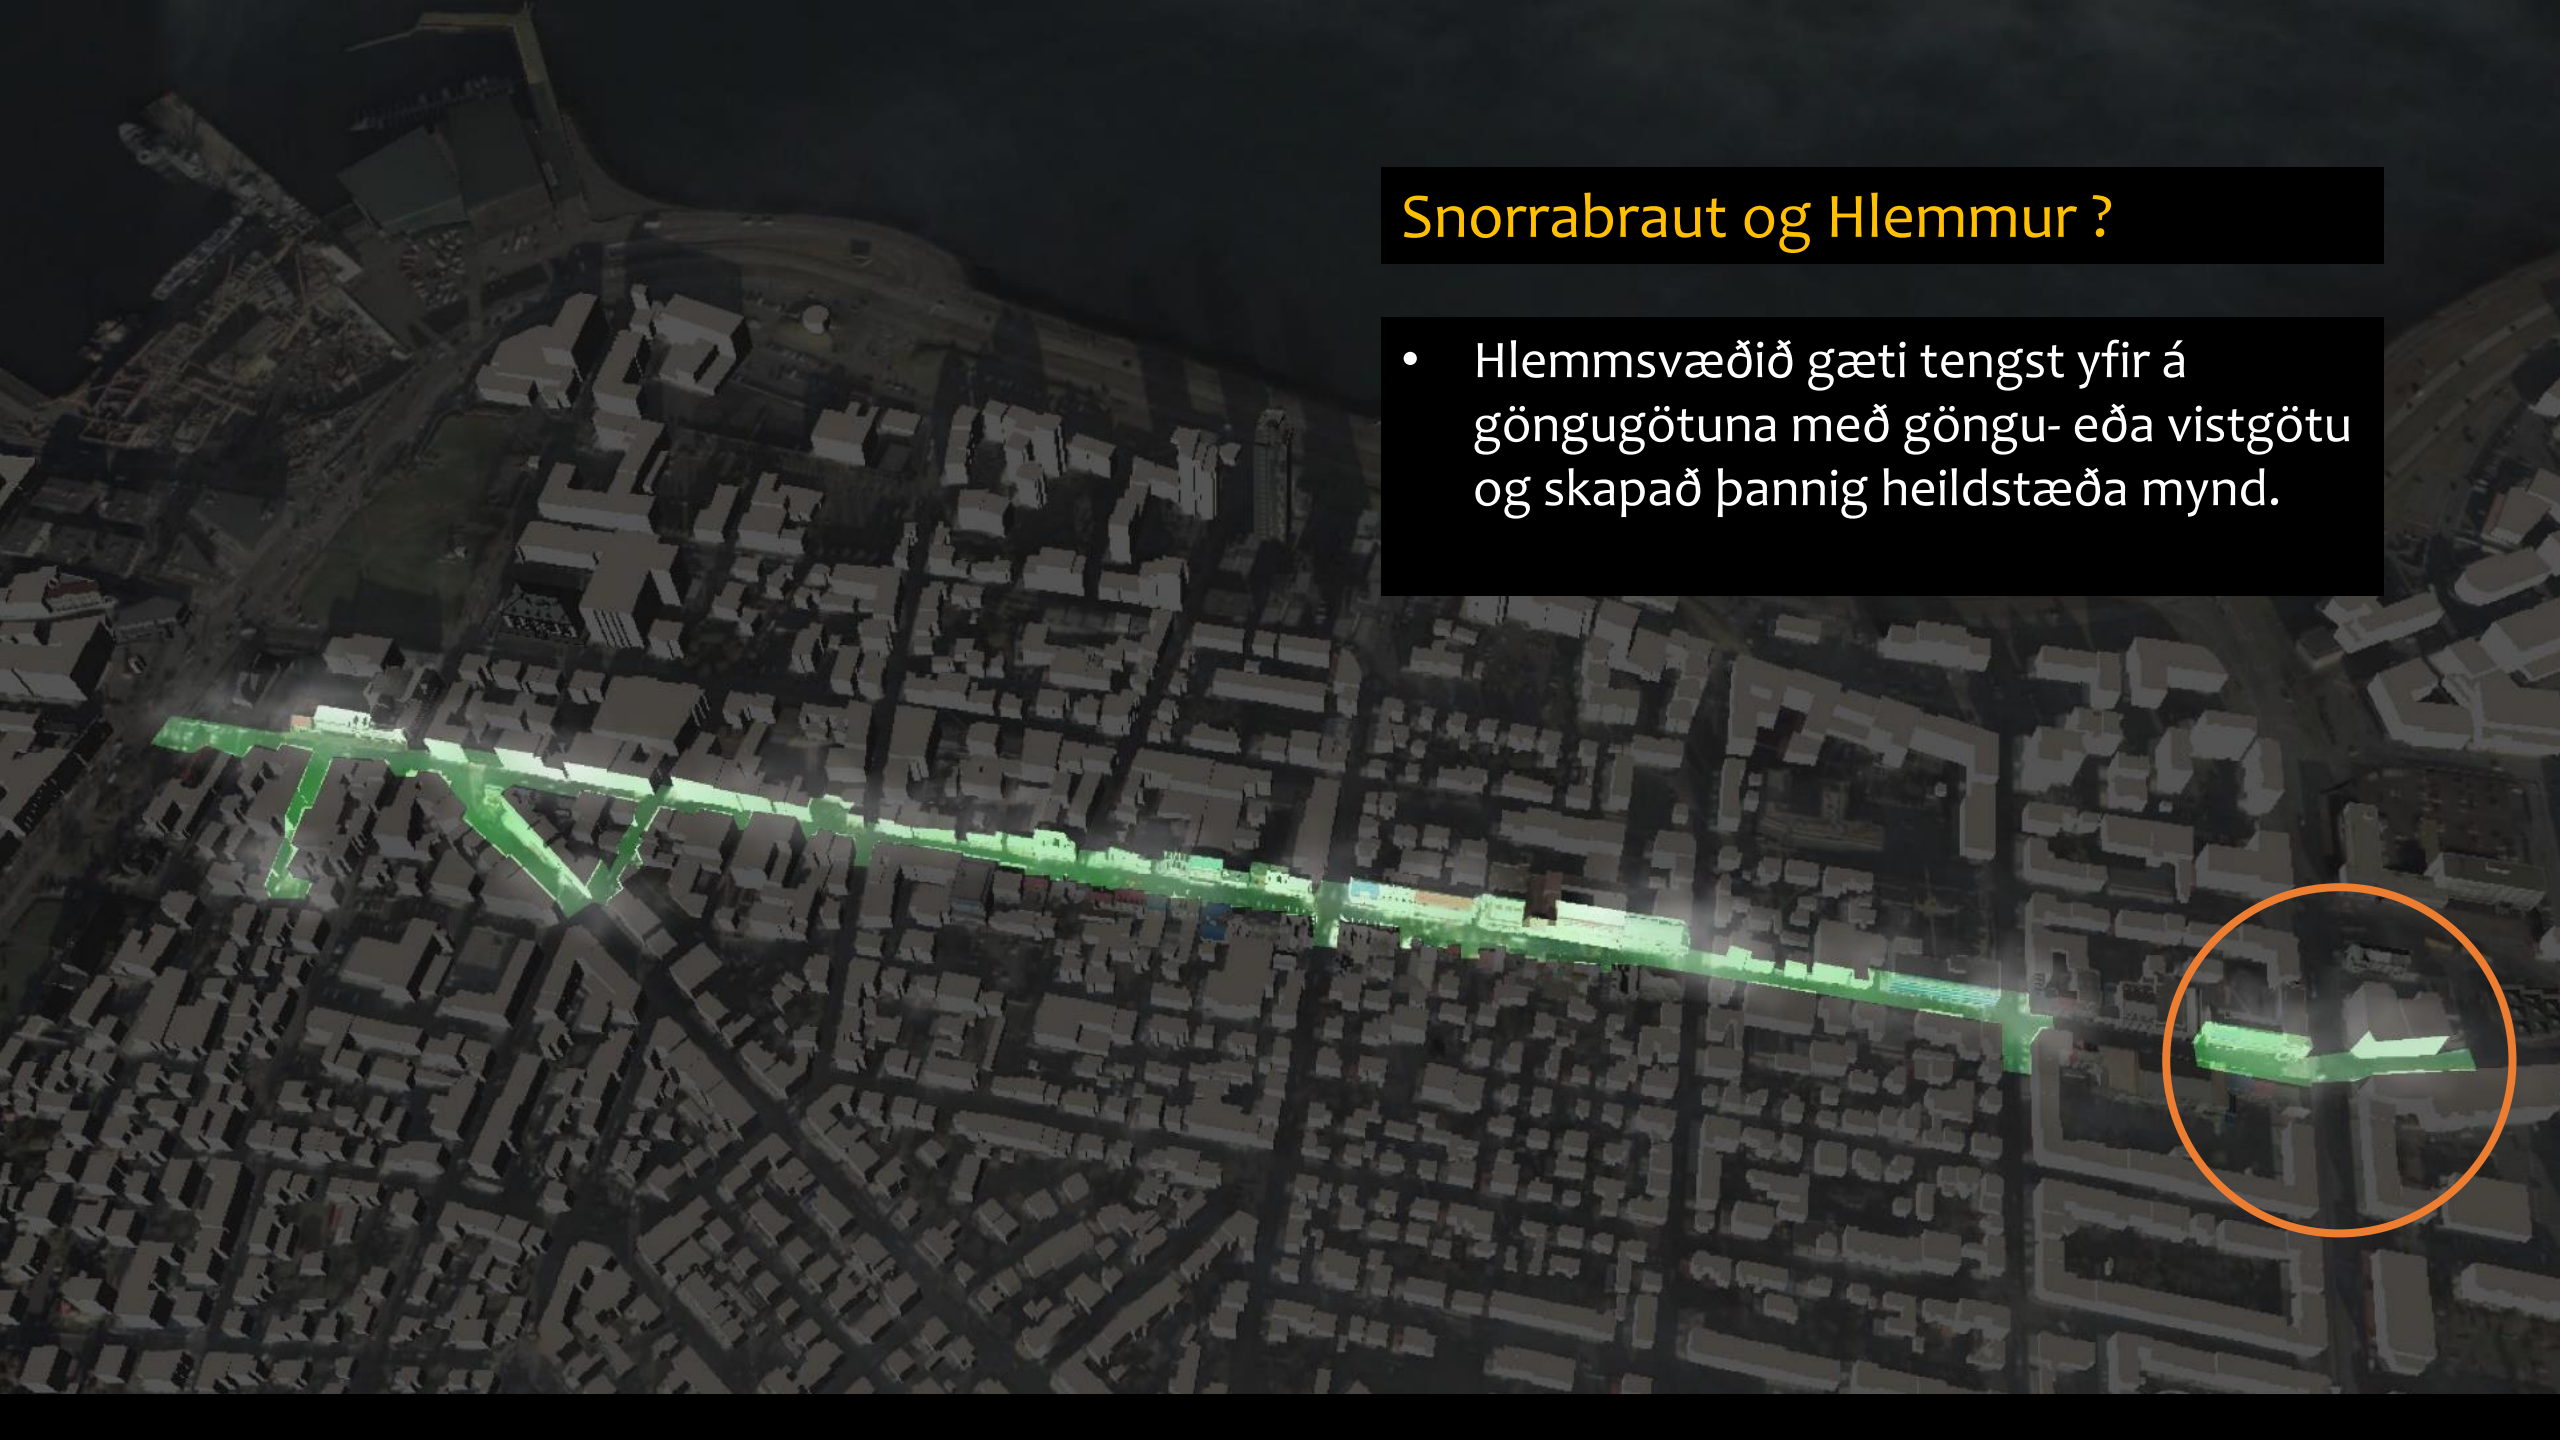 Snorrabraut og Hlemmur ?
• Hlemmsvæðið gæti tengst yfir á
göngugötuna með göngu- eða vistgötu
og skapað þannig heildstæða mynd.